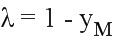 λ = 1 - y_M